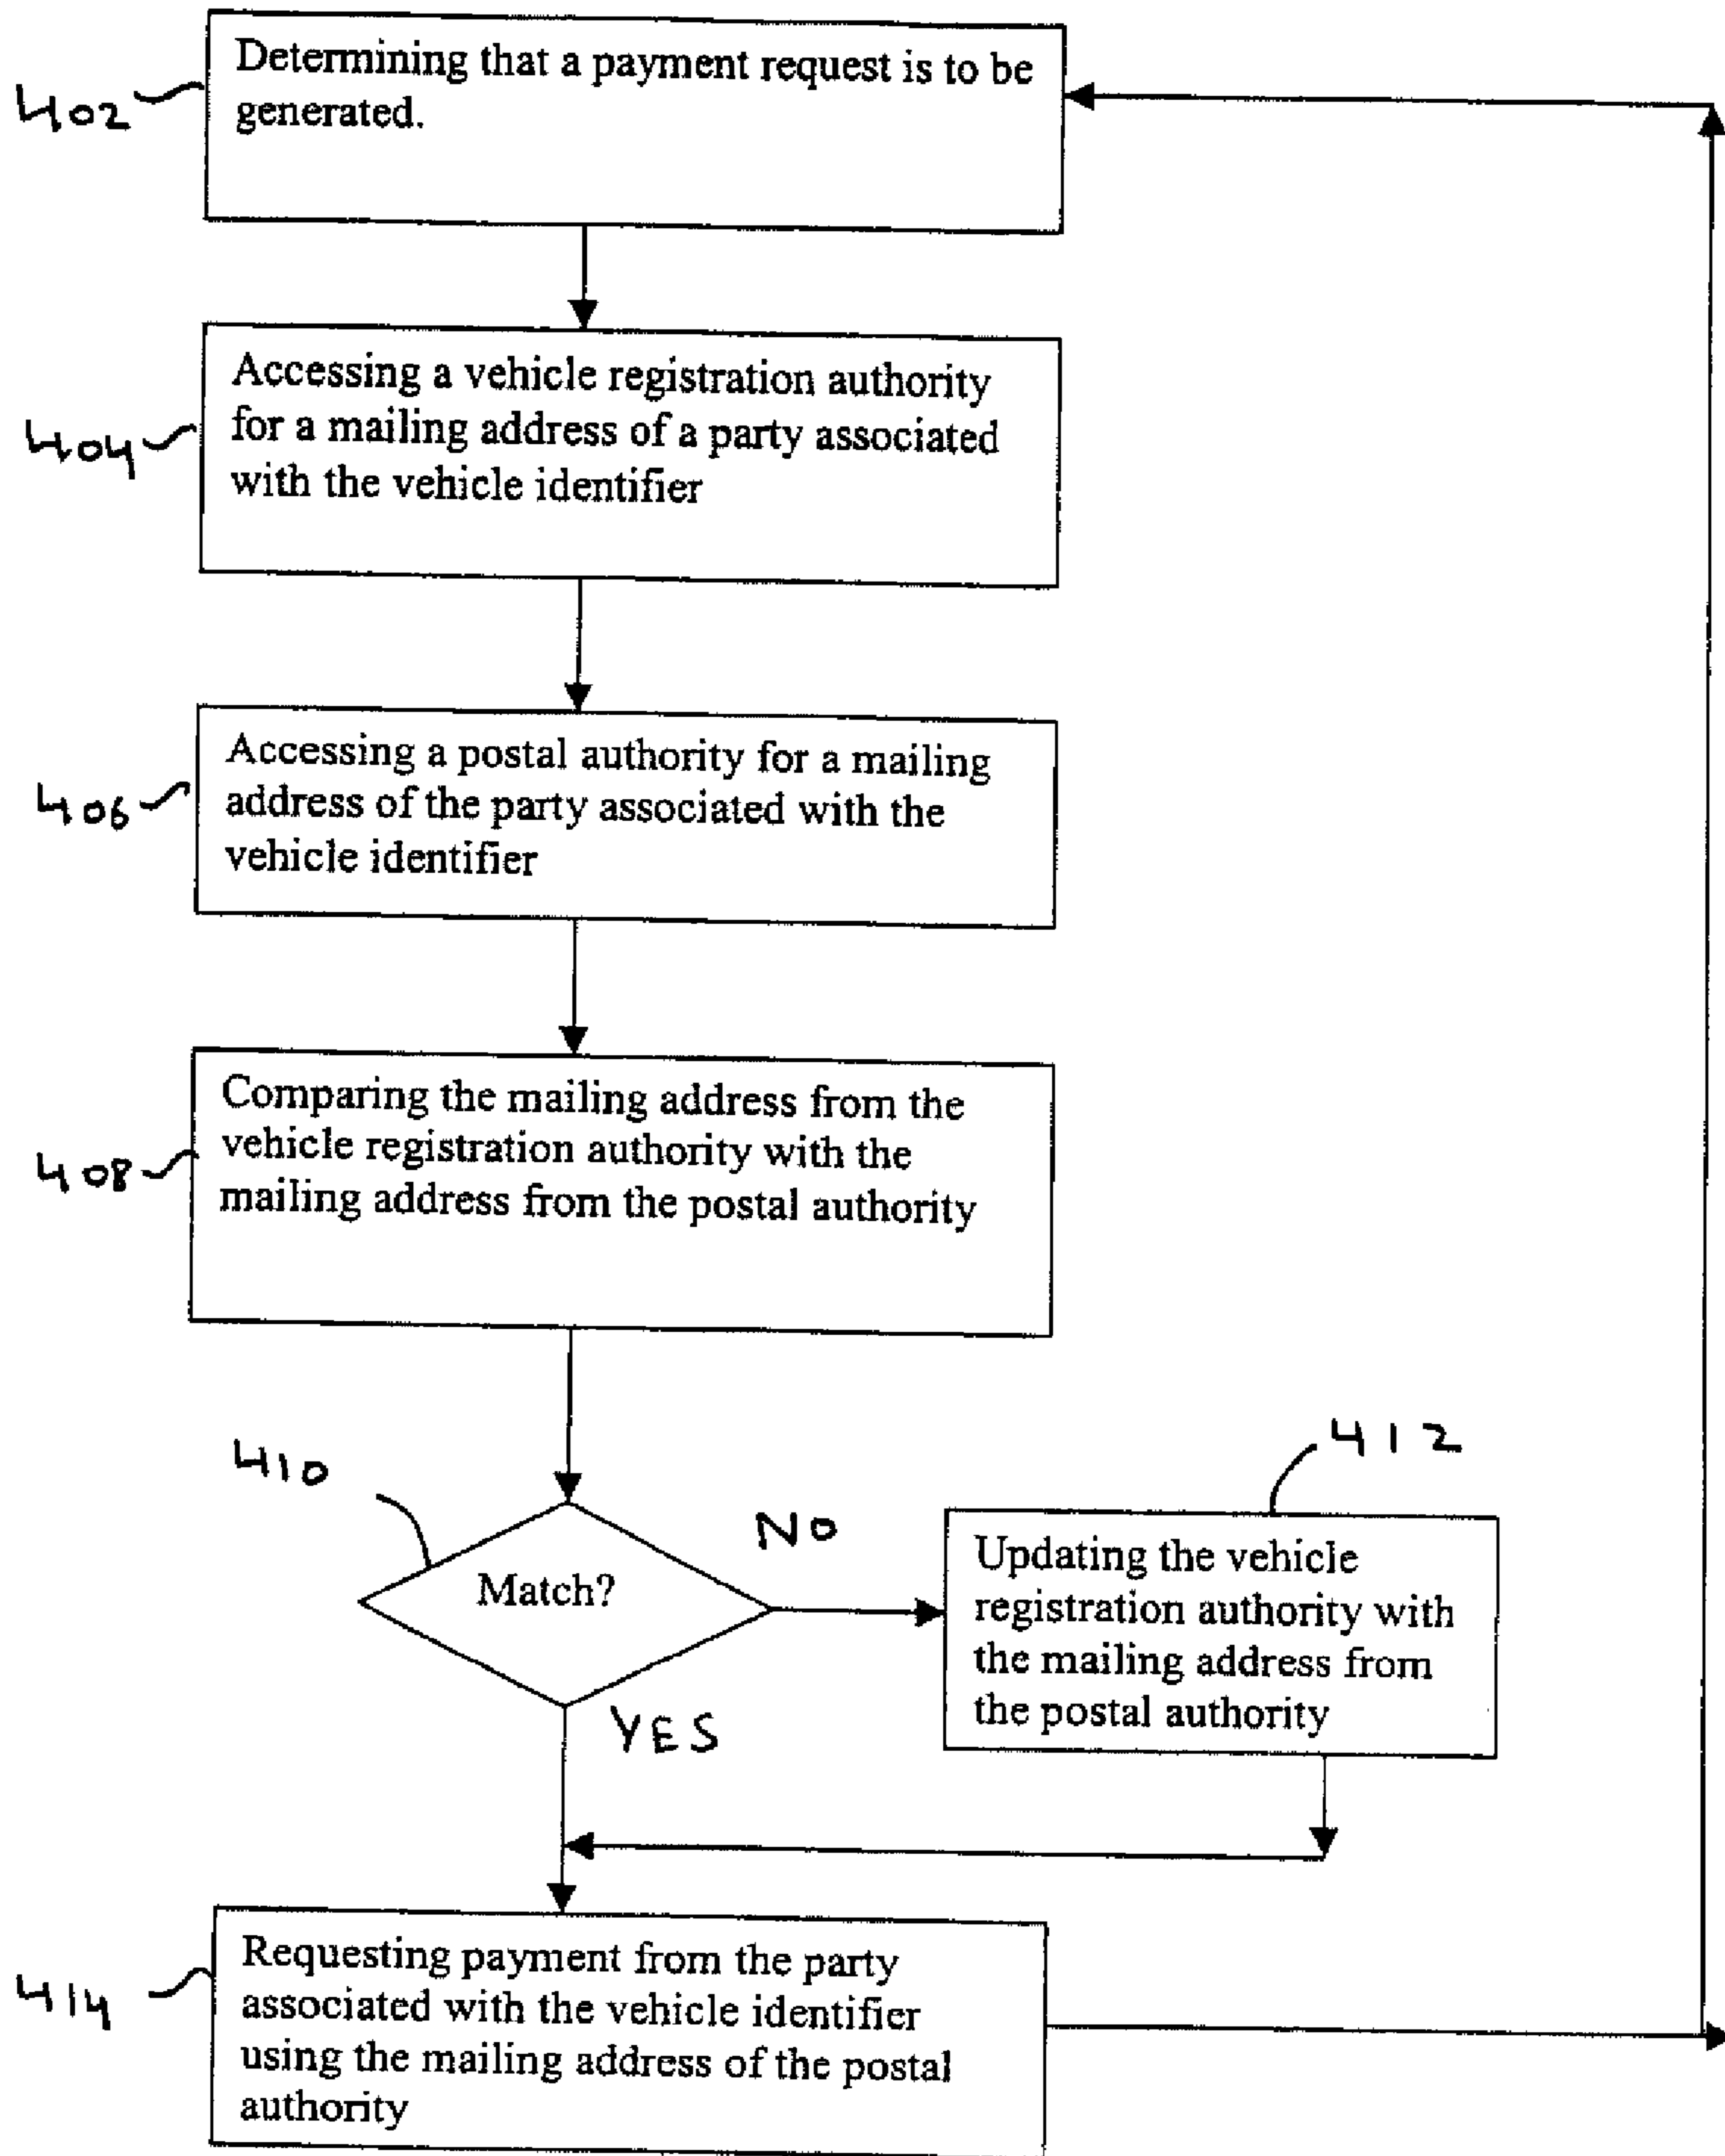 402
Determining that a payment request is to be
generated.
404
Accessing a vehicle registration authority
for a mailing address of a party associated
with the vehicle identifier
406
Accessing a postal authority for a mailing
address of the party associated with the
vehicle identifier
408
Comparing the mailing address from the
vehicle registration authority with the
mailing address from the postal authority
410
Match?
NO
YES
412
Updating the vehicle
registration authority with
the mailing address from
the postal authority
414
Requesting payment from the party
associated with the vehicle identifier
using the mailing address of the postal
authority